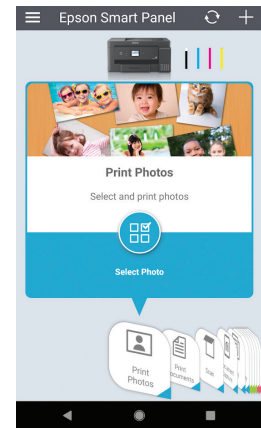 Epson Smart Panel
Print Photos
Select and print photos
Select Photo
Print
Photos
Print
Documents
Scan